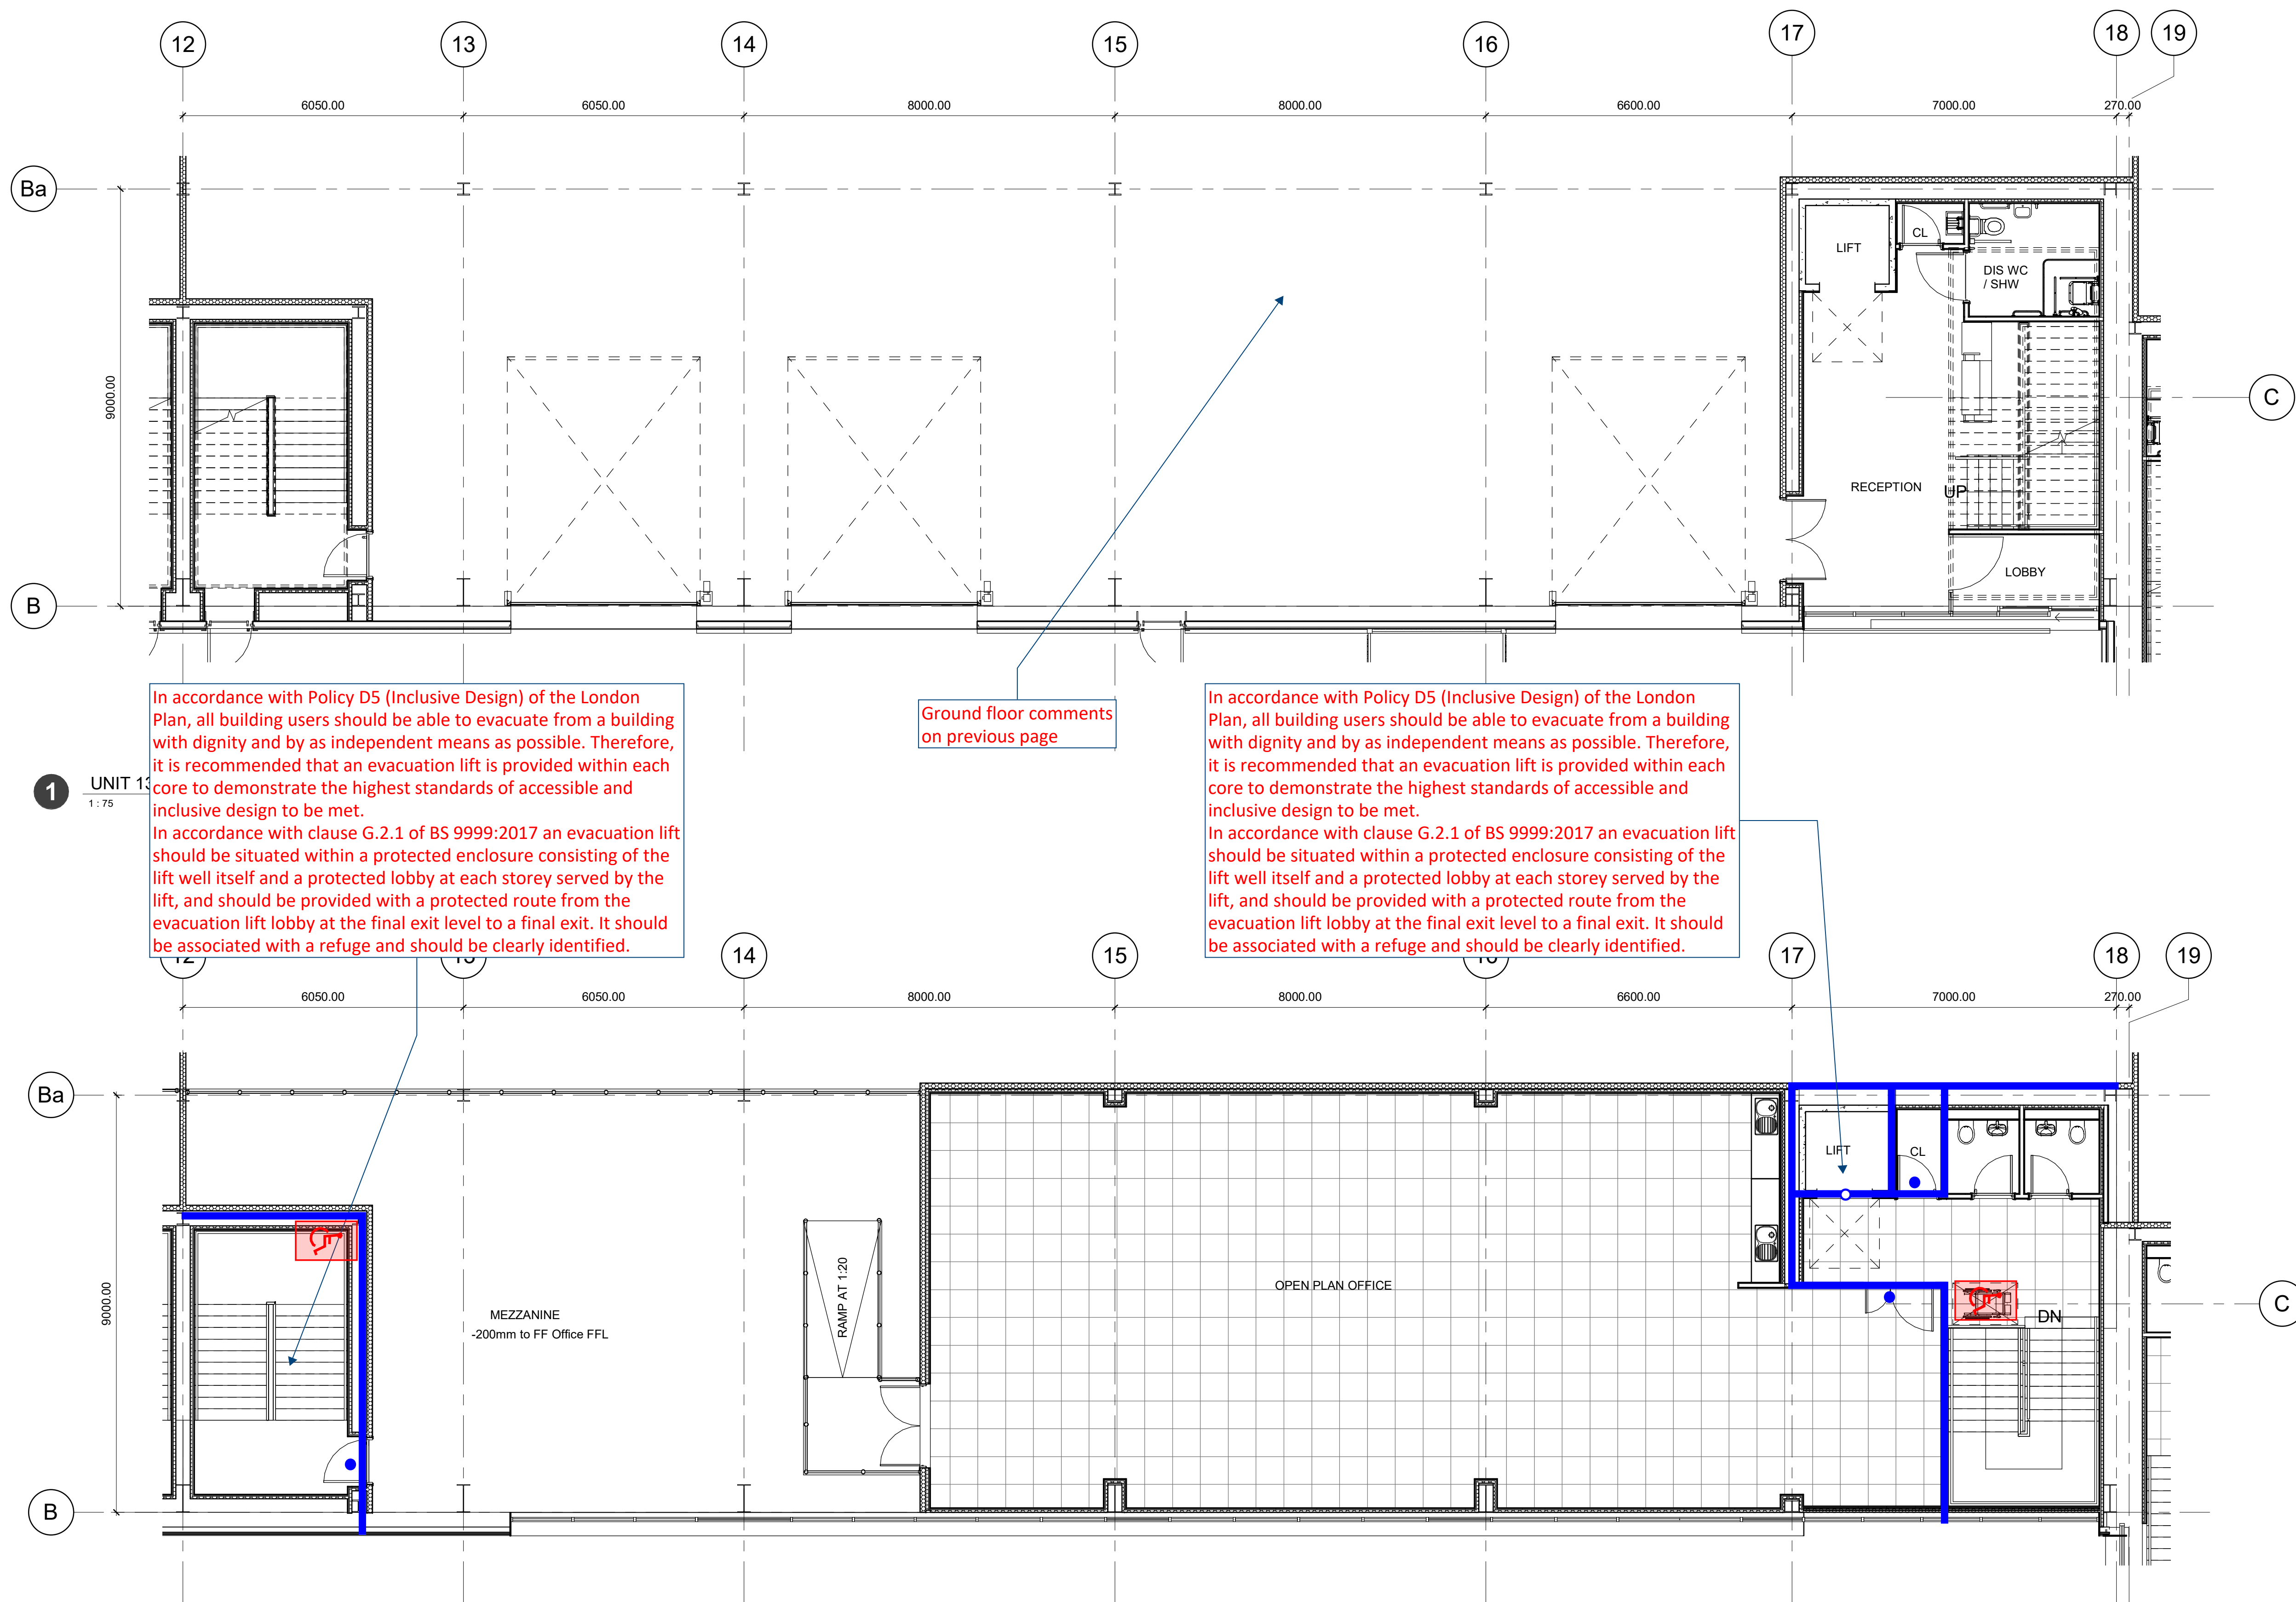 12
13
14
15
16
17
18
19
6050.00
6050.00
8000.00
8000.00
6600.00
7000.00
270.00
Ba
LIFT
CL
DIS WC
/ SHW
9000.00
C
RECEPTION
UP
LOBBY
B
In accordance with Policy D5 (Inclusive Design) of the London
Plan, all building users should be able to evacuate from a building
with dignity and by as independent means as possible. Therefore,
it is recommended that an evacuation lift is provided within each
core to demonstrate the highest standards of accessible and
inclusive design to be met.
In accordance with clause G.2.1 of BS 9999:2017 an evacuation lift
should be situated within a protected enclosure consisting of the
lift well itself and a protected lobby at each storey served by the
lift, and should be provided with a protected route from the
evacuation lift lobby at the final exit level to a final exit. It should
be associated with a refuge and should be clearly identified.
Ground floor comments
on previous page
In accordance with Policy D5 (Inclusive Design) of the London
Plan, all building users should be able to evacuate from a building
with dignity and by as independent means as possible. Therefore,
it is recommended that an evacuation lift is provided within each
core to demonstrate the highest standards of accessible and
inclusive design to be met.
In accordance with clause G.2.1 of BS 9999:2017 an evacuation lift
should be situated within a protected enclosure consisting of the
lift well itself and a protected lobby at each storey served by the
lift, and should be provided with a protected route from the
evacuation lift lobby at the final exit level to a final exit. It should
be associated with a refuge and should be clearly identified.
1
UNIT 13
1 : 75
12
13
14
15
16
17
18
19
6050.00
6050.00
8000.00
8000.00
6600.00
7000.00
270.00
Ba
LIFT
CL
9000.00
RAMP AT 1:20
OPEN PLAN OFFICE
MEZZANINE
-200mm to FF Office FFL
DN
C
B